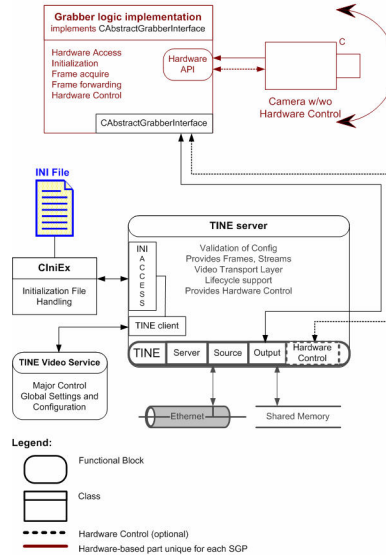 Grabber logic implementation
implements CAbstractGrabberInterface
Hardware Access
Initialization
Frame acquire
Frame forwarding
Hardware Control
Hardware
API
CAbstractGrabberInterface
C
Camera w/wo
Hardware Control
INI File
CIniEx
Initialization File
Handling
TINE server
INI
A
C
C
E
S
S
Validation of Config
Provides Frames, Streams
Video Transport Layer
Lifecycle support
Provides Hardware Control
TINE client
TINE
Server
Source
Output
Hardware
Control
TINE Video Service
Major Control
Global Settings and
Configuration
Ethernet
Shared Memory
Legend:
Functional Block
Class
Hardware Control (optional)
Hardware-based part unique for each SGP